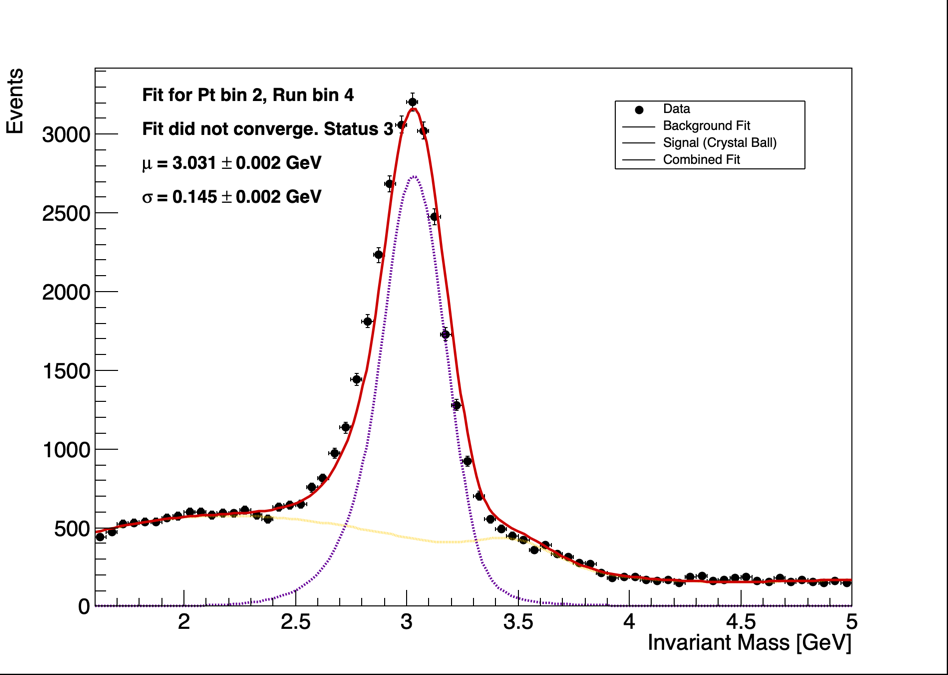 Events
Fit for Pt bin 2, Run bin 4
Fit did not converge. Status 3
μ = 3.031 ± 0.002 GeV
σ = 0.145 ± 0.002 GeV
Data
Background Fit
Signal (Crystal Ball)
Combined Fit
3000
2500
2000
1500
1000
500
0
2 2.5 3 3.5 4 4.5 5
Invariant Mass [GeV]